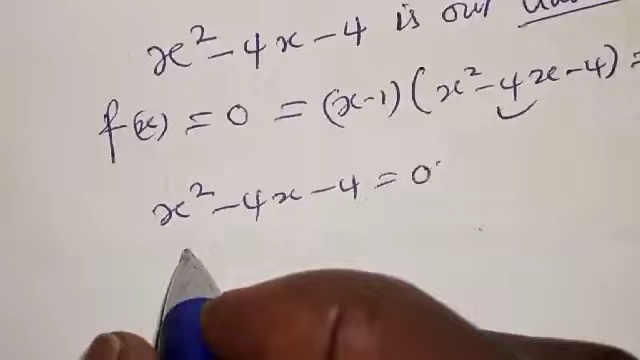 x² - 4x - 4 is our
f(x) = 0 = (x-1)(x² - 4x - 4) =
x² - 4x - 4 = 0